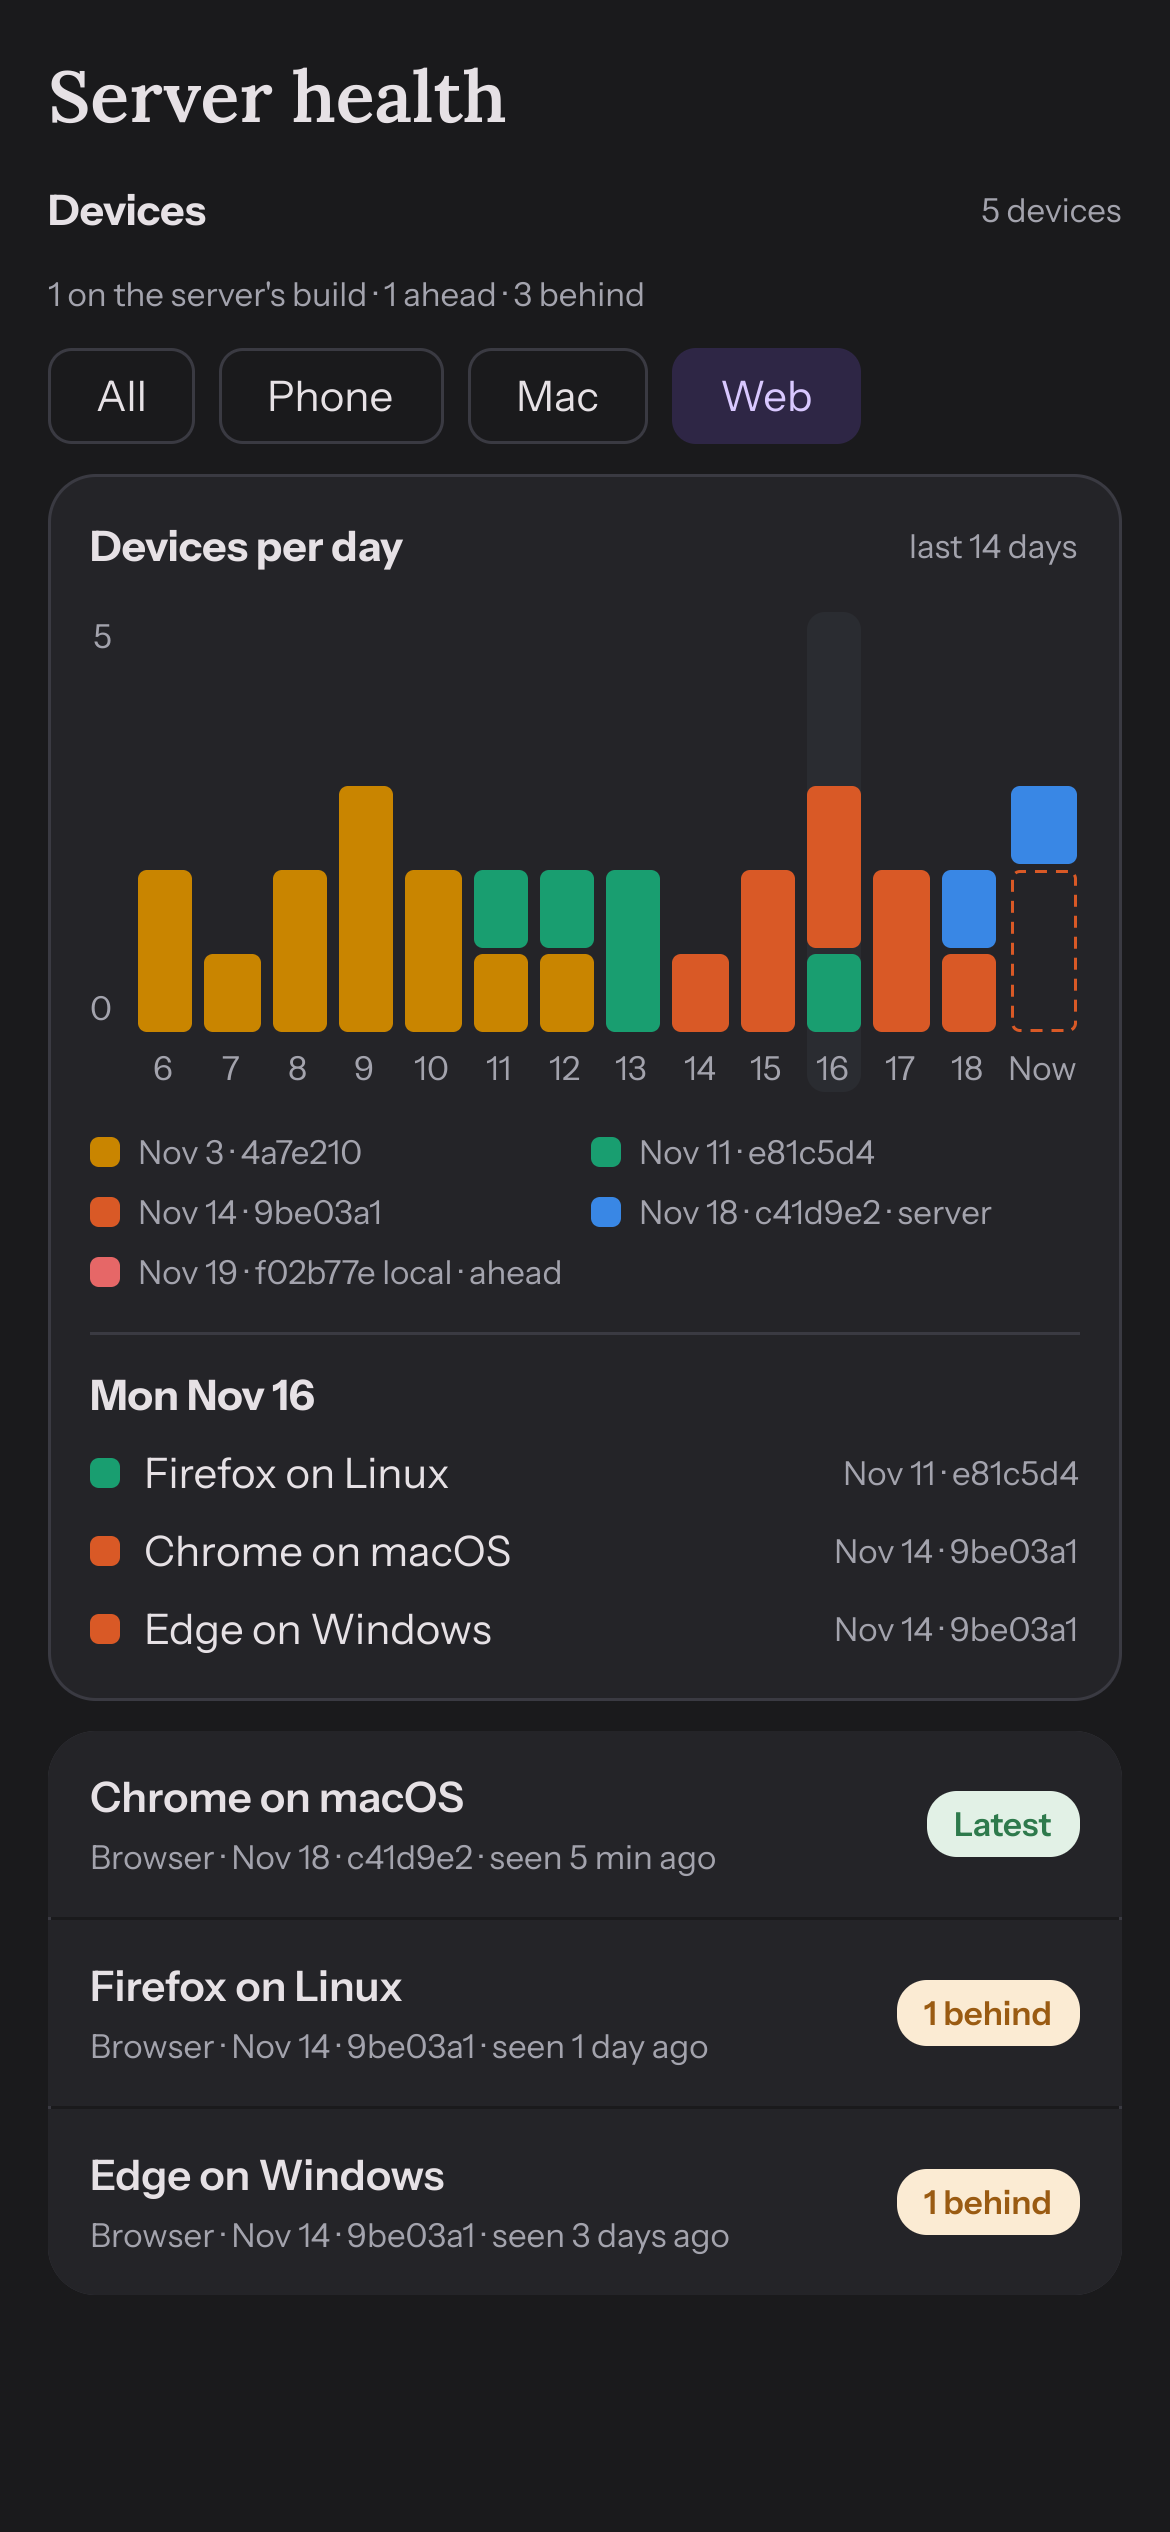 Server health
Devices
5 devices
1 on the server's build · 1 ahead · 3 behind
All
Phone
Mac
Web
Devices per day
last 14 days
5
0
6 7 8 9 10 11 12 13 14 15 16 17 18 Now
Nov 3 · 4a7e210
Nov 11 · e81c5d4
Nov 14 · 9be03a1
Nov 18 · c41d9e2 · server
Nov 19 · f02b77e local · ahead
Mon Nov 16
Firefox on Linux
Nov 11 · e81c5d4
Chrome on macOS
Nov 14 · 9be03a1
Edge on Windows
Nov 14 · 9be03a1
Chrome on macOS
Browser · Nov 18 · c41d9e2 · seen 5 min ago
Latest
Firefox on Linux
Browser · Nov 14 · 9be03a1 · seen 1 day ago
1 behind
Edge on Windows
Browser · Nov 14 · 9be03a1 · seen 3 days ago
1 behind